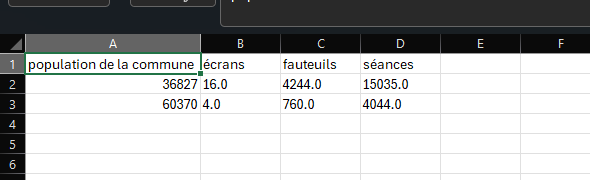 A B C D E F
1 population de la commune écrans fauteuils séances
2 36827 16.0 4244.0 15035.0
3 60370 4.0 760.0 4044.0
4
5
6